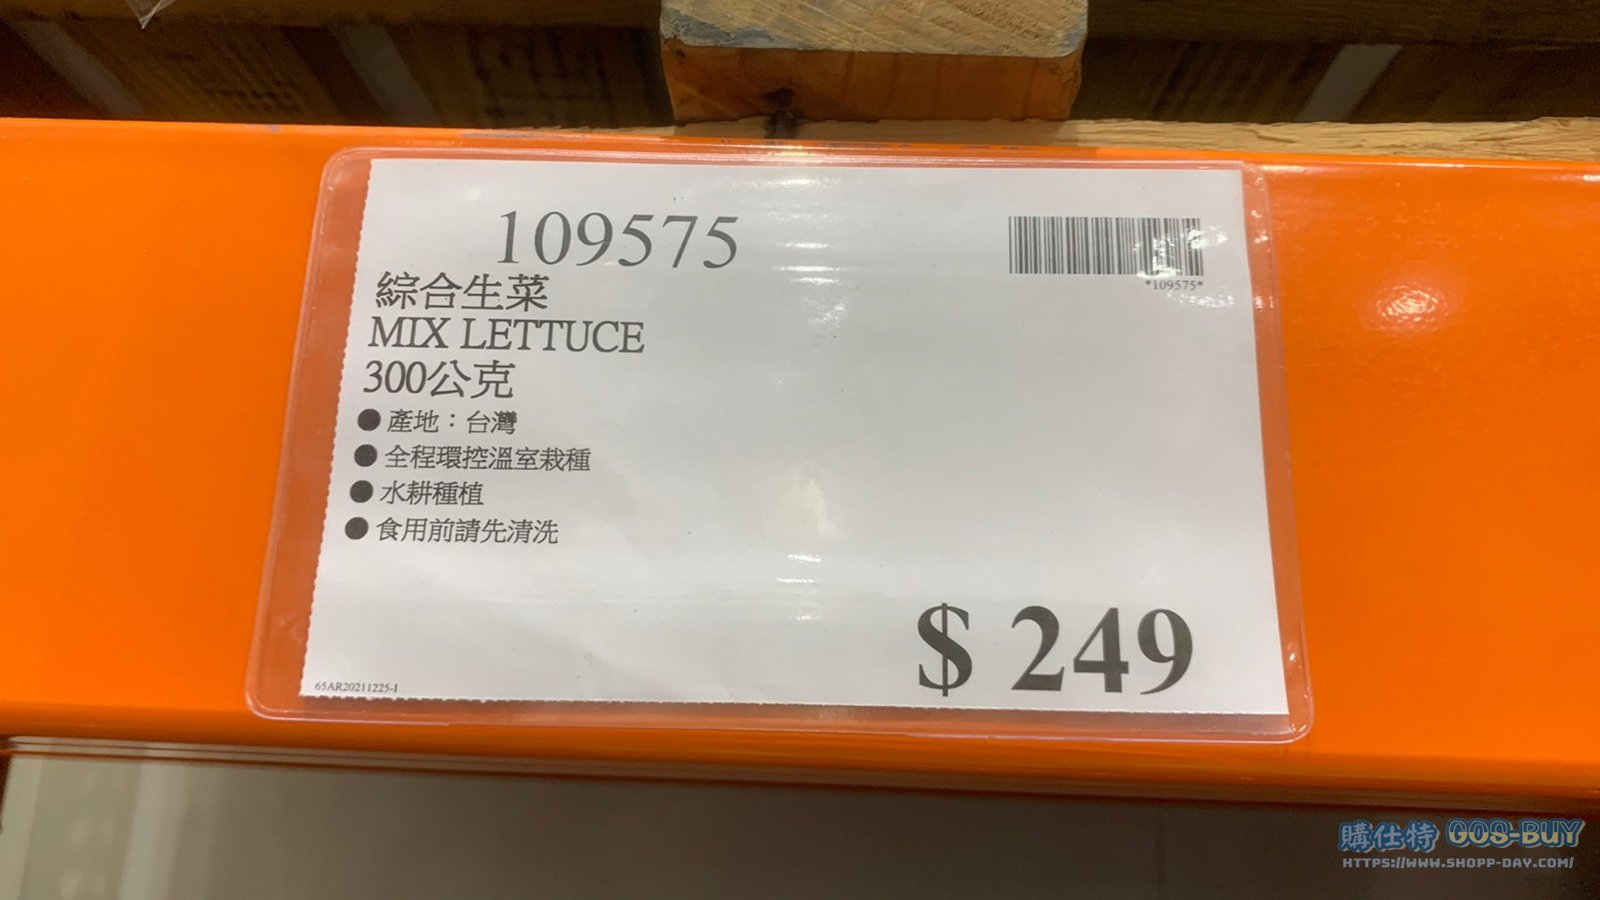 109575
*109575*
綜合生菜
MIX LETTUCE
300公克
● 產地：台灣
● 全程環控溫室栽種
● 水耕種植
● 食用前請先清洗
$ 249
65AR20211225-1
購仕特 GOS-BUY
HTTPS://WWW.SHOPP-DAY.COM/